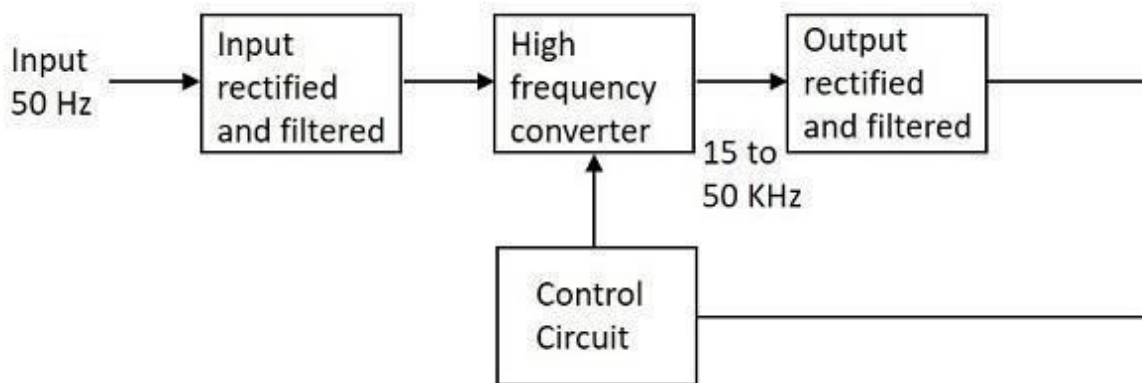 Input
50 Hz
Input
rectified
and filtered
High
frequency
converter
15 to
50 KHz
Output
rectified
and filtered
Control
Circuit